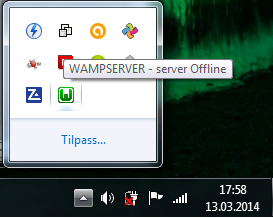 WAMPSERVER - server Offline
Tilpass...
17:58
13.03.2014